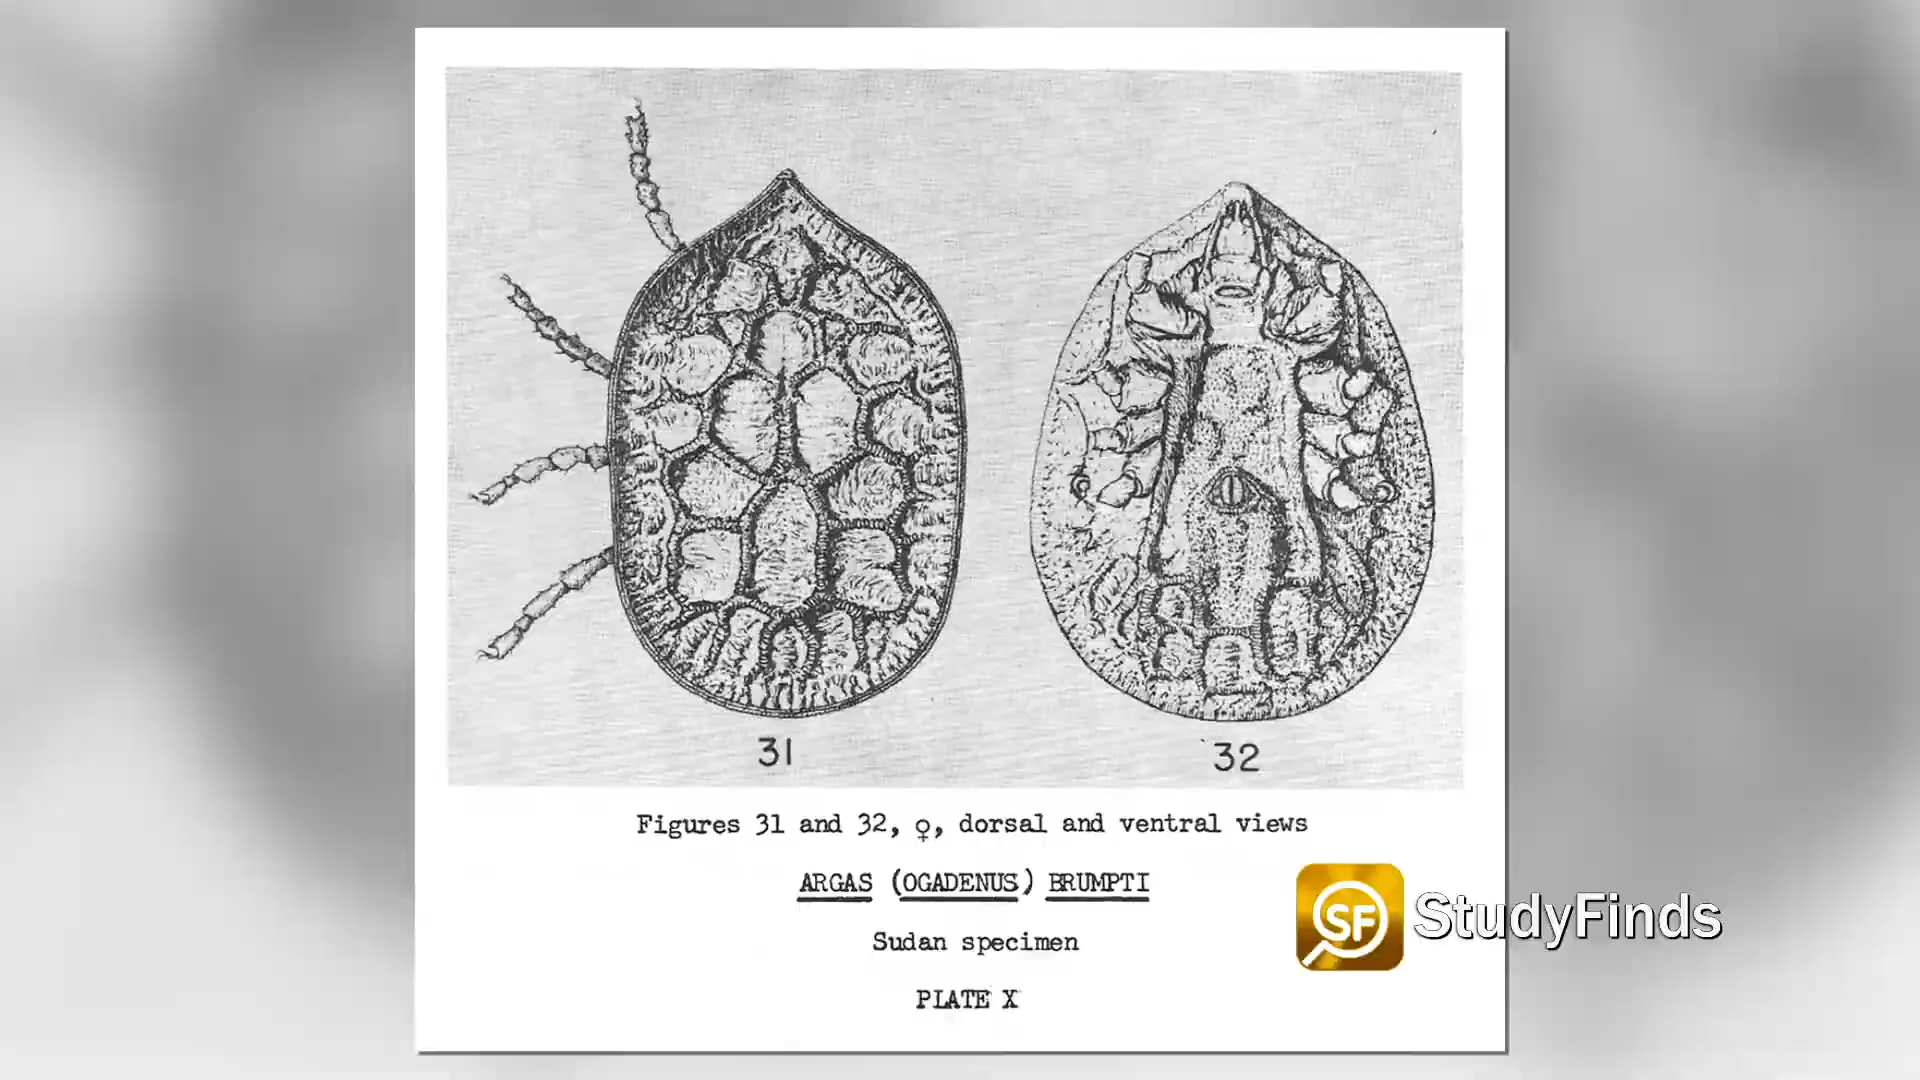 31
32
Figures 31 and 32, ♀, dorsal and ventral views
ARGAS (OGADENUS) BRUMPTI
Sudan specimen
PLATE X
SF StudyFinds